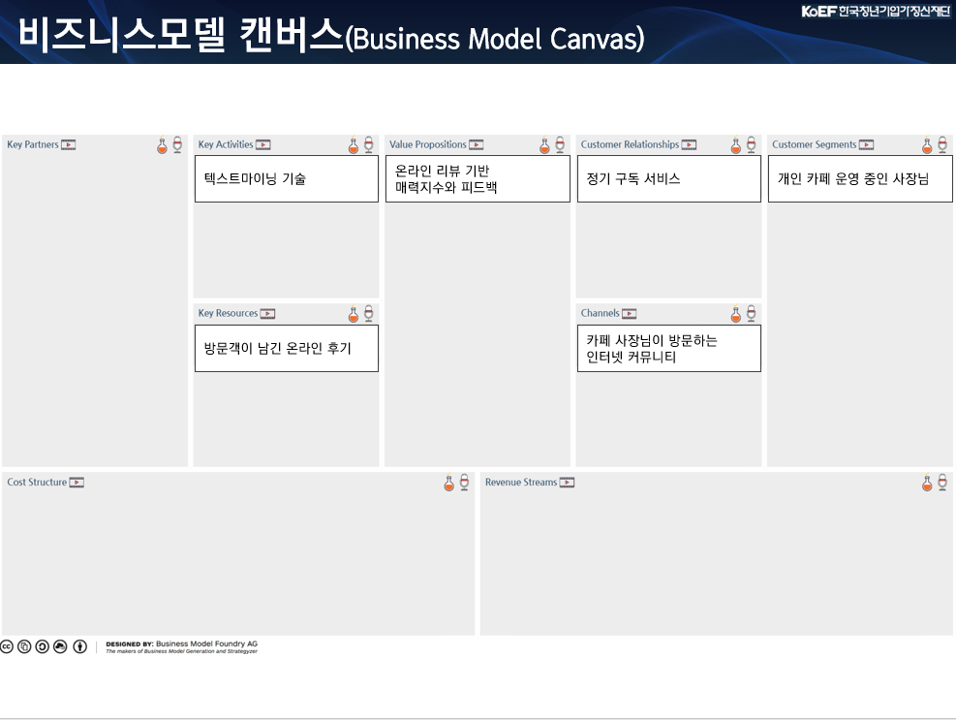 KoEF 한국청년기업가정신재단
비즈니스모델 캔버스(Business Model Canvas)
Key Partners
Key Activities
텍스트마이닝 기술
Key Resources
방문객이 남긴 온라인 후기
Value Propositions
온라인 리뷰 기반
매력지수와 피드백
Customer Relationships
정기 구독 서비스
Channels
카페 사장님이 방문하는
인터넷 커뮤니티
Customer Segments
개인 카페 운영 중인 사장님
Cost Structure
Revenue Streams
cc
DESIGNED BY: Business Model Foundry AG
The makers of Business Model Generation and Strategyzer